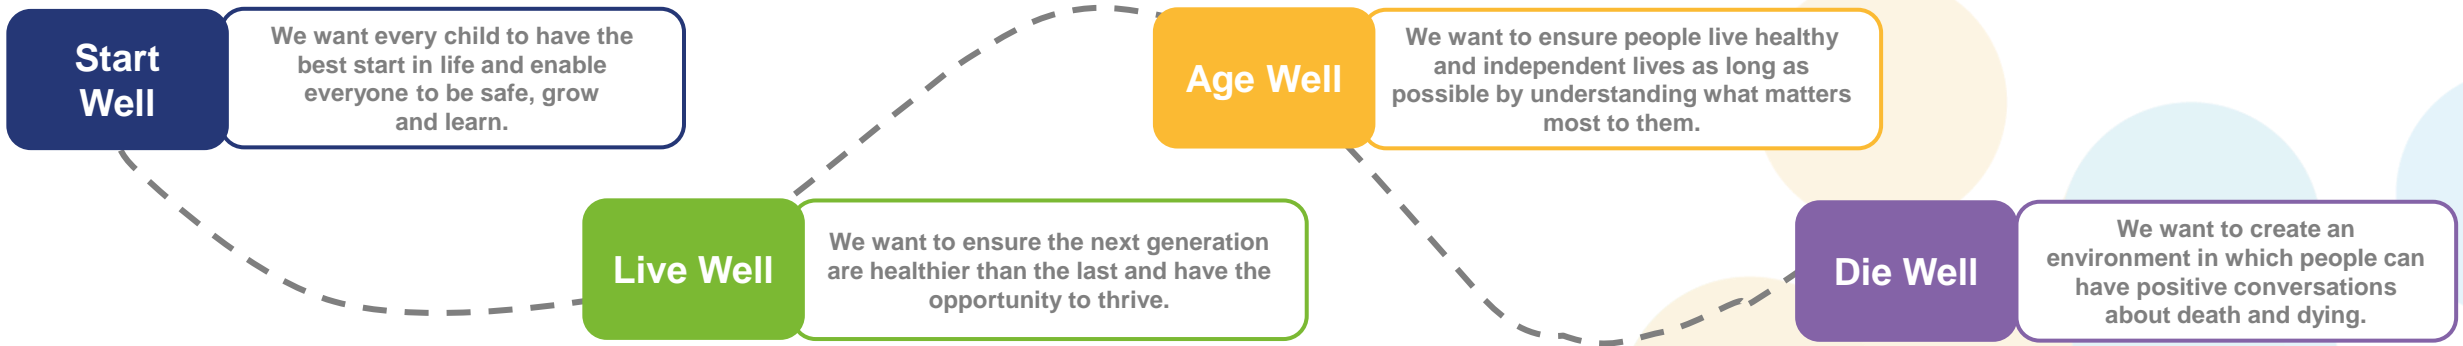 Start
Well
We want every child to have the
best start in life and enable
everyone to be safe, grow
and learn.
Live Well
We want to ensure the next generation
are healthier than the last and have the
opportunity to thrive.
Age Well
We want to ensure people live healthy
and independent lives as long as
possible by understanding what matters
most to them.
Die Well
We want to create an
environment in which people can
have positive conversations
about death and dying.